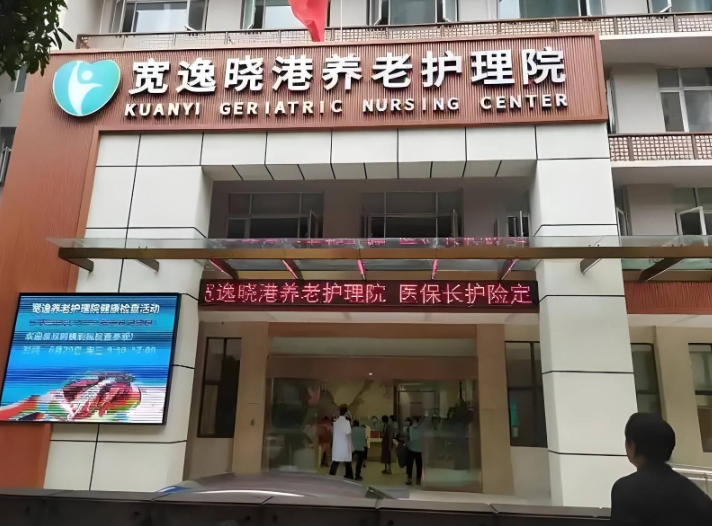 宽逸晓港养老护理院
KUANYI GERIATRIC NURSING CENTER
宽逸晓港养老护理院 医保长护险定
宽逸养老护理院健康检查活动